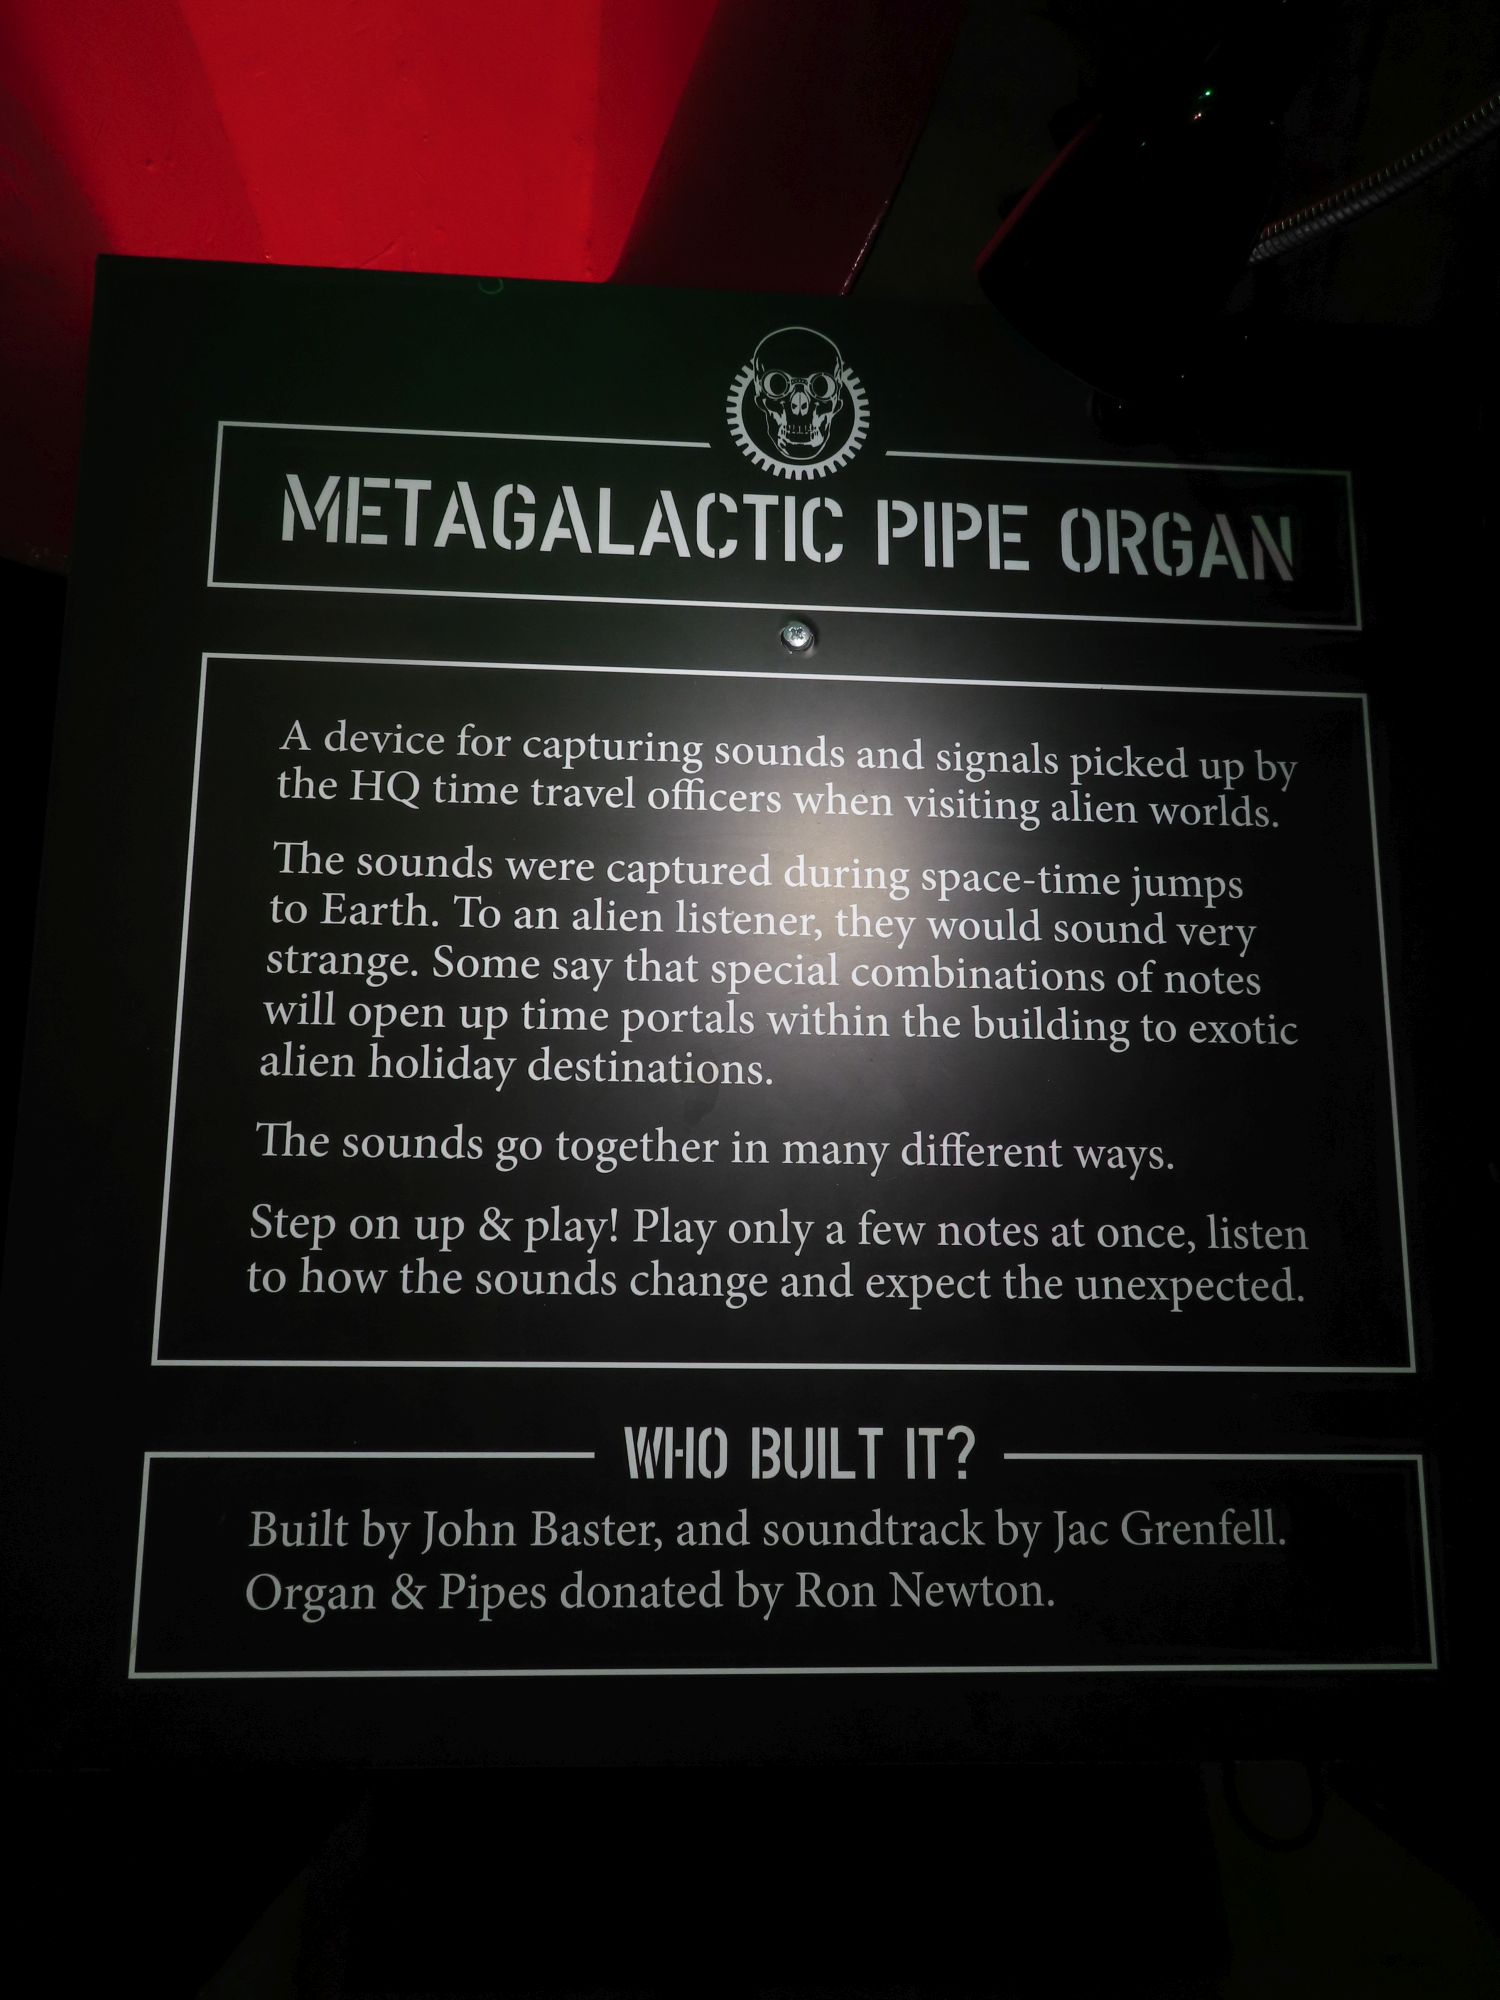 METAGALACTIC PIPE ORGAN
A device for capturing sounds and signals picked up by
the HQ time travel officers when visiting alien worlds.
The sounds were captured during space-time jumps
to Earth. To an alien listener, they would sound very
strange. Some say that special combinations of notes
will open up time portals within the building to exotic
alien holiday destinations.
The sounds go together in many different ways.
Step on up & play! Play only a few notes at once, listen
to how the sounds change and expect the unexpected.
WHO BUILT IT?
Built by John Baster, and soundtrack by Jac Grenfell.
Organ & Pipes donated by Ron Newton.